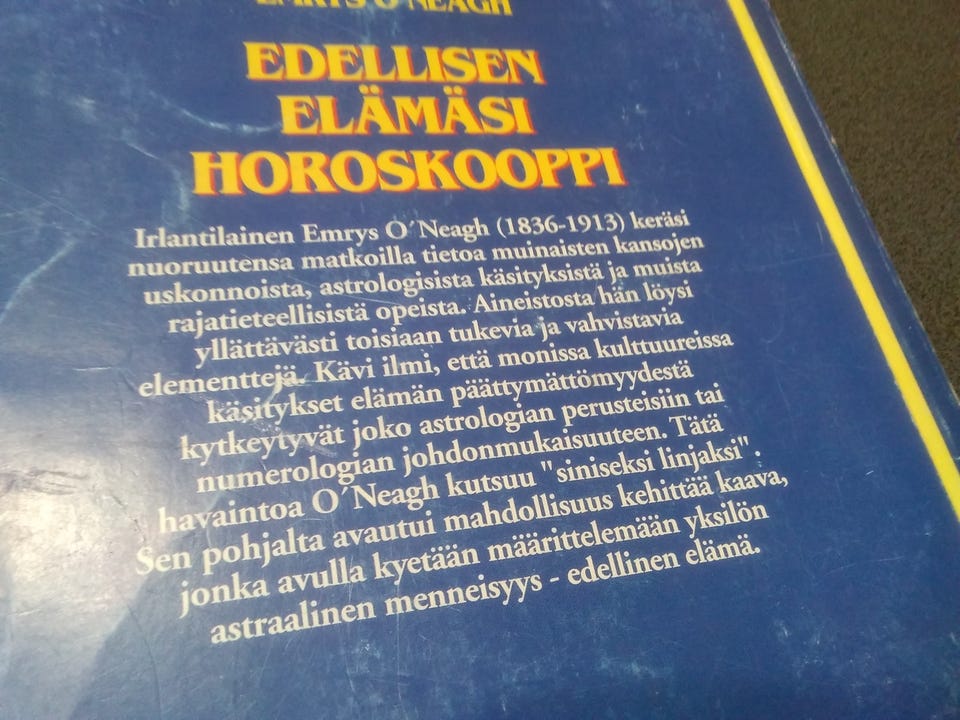 EMRYS O´NEAGH
EDELLISEN
ELÄMÄSI
HOROSKOOPPI
Irlantilainen Emrys O´Neagh (1836-1913) keräsi
nuoruutensa matkoilla tietoa muinaisten kansojen
uskonnoista, astrologisista käsityksistä ja muista
rajatieteellisistä opeista. Aineistosta hän löysi
yllättävästi toisiaan tukevia ja vahvistavia
elementtejä. Kävi ilmi, että monissa kulttuureissa
käsitykset elämän päättymättömyydestä
kytkeytyvät joko astrologian perusteisiin tai
numerologian johdonmukaisuuteen. Tätä
havaintoa O´Neagh kutsuu "siniseksi linjaksi".
Sen pohjalta avautui mahdollisuus kehittää kaava,
jonka avulla kyetään määrittelemään yksilön
astraalinen menneisyys - edellinen elämä.